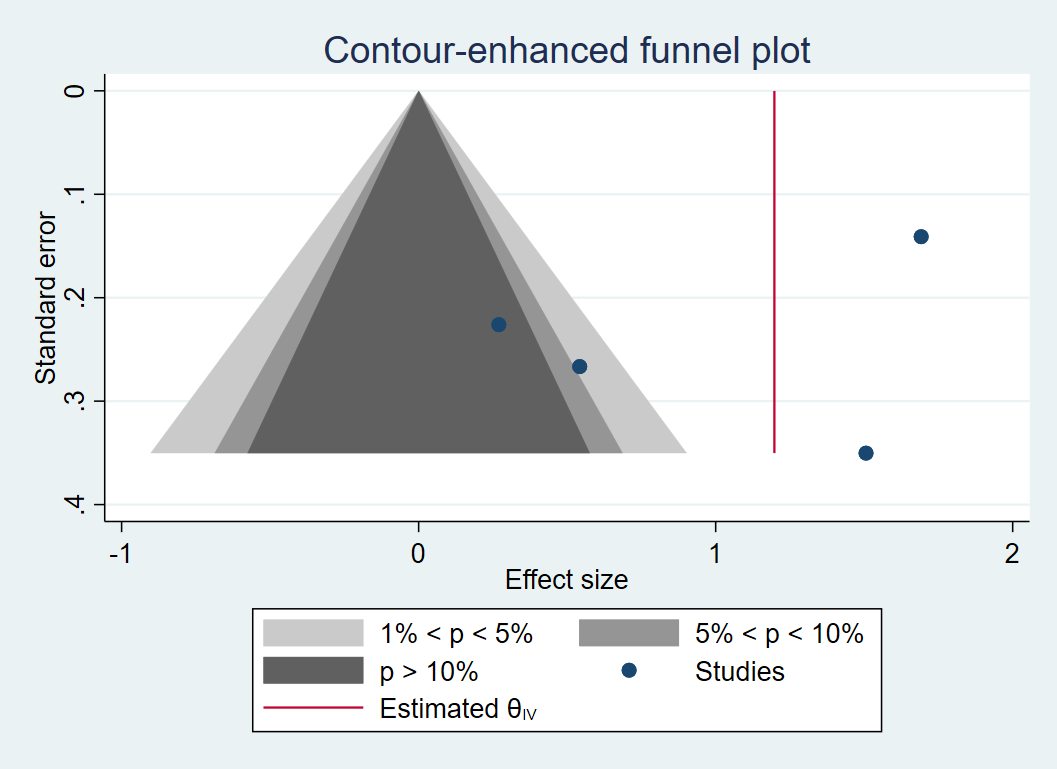 Contour-enhanced funnel plot
0
.1
.2
.3
.4
Standard error
-1 0 1 2
Effect size
1% < p < 5% 5% < p < 10%
p > 10% Studies
Estimated θIV